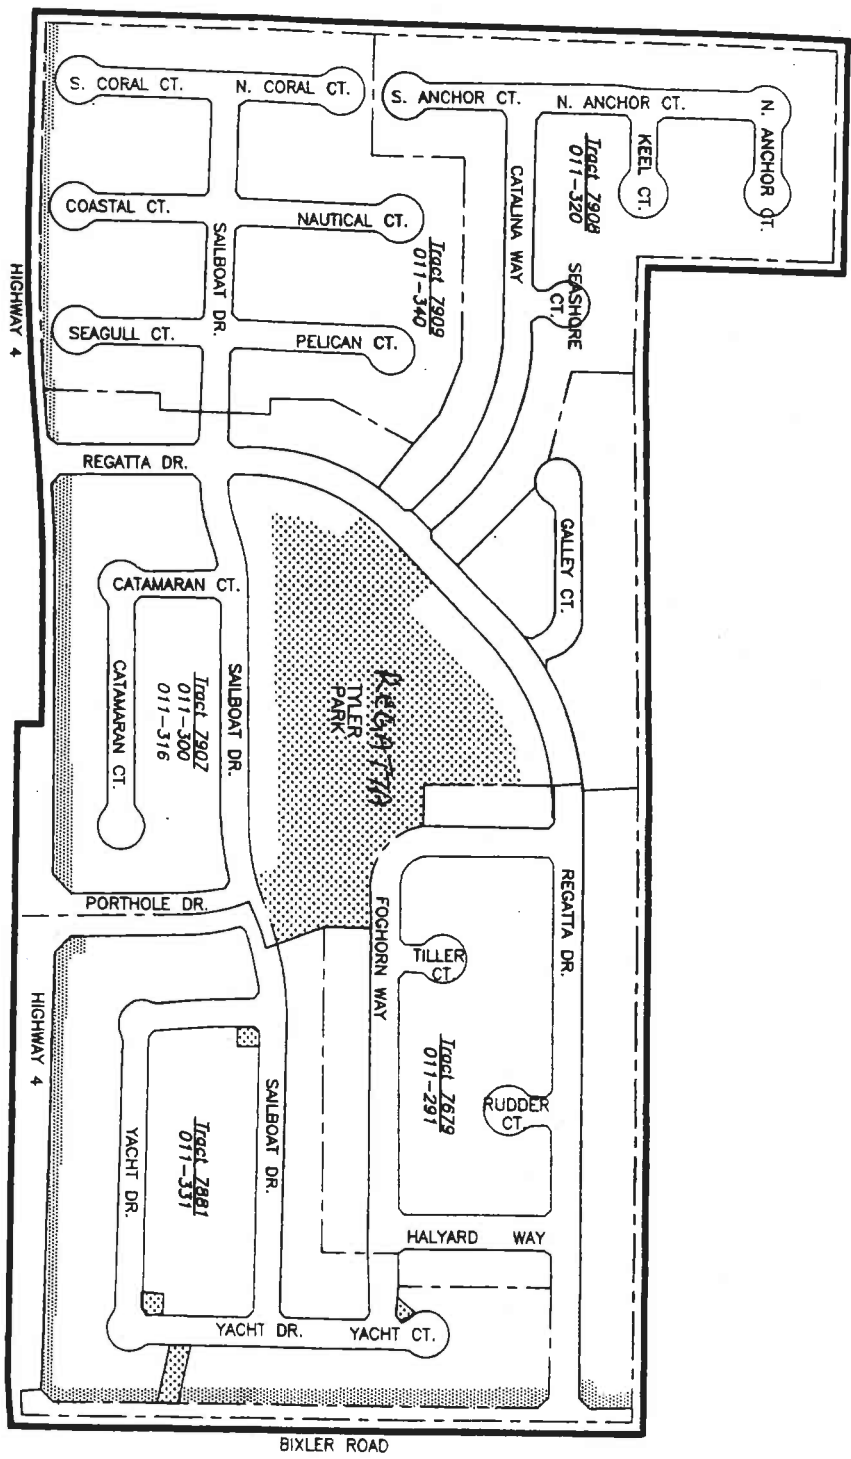 S. CORAL CT.
N. CORAL CT.
S. ANCHOR CT.
N. ANCHOR CT.
N. ANCHOR CT.
KEEL CT.
Tract 7908
011-320
CATALINA WAY
COASTAL CT.
NAUTICAL CT.
SAILBOAT DR.
Tract 7909
011-340
SEASHORE
CT.
SEAGULL CT.
PELICAN CT.
HIGHWAY 4
REGATTA DR.
GALLEY CT.
CATAMARAN CT.
CATAMARAN CT.
Tract 7907
011-300
011-316
SAILBOAT DR.
REGATTA
TYLER
PARK
PORTHOLE DR.
FOGHORN WAY
REGATTA DR.
TILLER
CT.
Tract 7679
011-291
RUDDER
CT.
HIGHWAY 4
SAILBOAT DR.
Tract 7881
011-331
YACHT DR.
HALYARD WAY
YACHT DR.
YACHT CT.
BIXLER ROAD